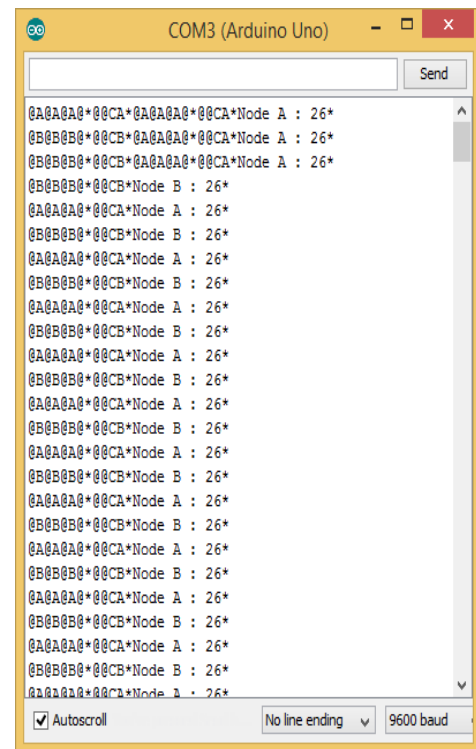 COM3 (Arduino Uno)
Send
@A@A@A@*@@CA*@A@A@A@*@@CA*Node A : 26*
@B@B@B@*@@CB*@A@A@A@*@@CA*Node A : 26*
@B@B@B@*@@CB*@A@A@A@*@@CA*Node A : 26*
@B@B@B@*@@CB*Node B : 26*
@A@A@A@*@@CA*Node A : 26*
@B@B@B@*@@CB*Node B : 26*
@A@A@A@*@@CA*Node A : 26*
@B@B@B@*@@CB*Node B : 26*
@A@A@A@*@@CA*Node A : 26*
@B@B@B@*@@CB*Node B : 26*
@A@A@A@*@@CA*Node A : 26*
@B@B@B@*@@CB*Node B : 26*
@A@A@A@*@@CA*Node A : 26*
@B@B@B@*@@CB*Node B : 26*
@A@A@A@*@@CA*Node A : 26*
@B@B@B@*@@CB*Node B : 26*
@A@A@A@*@@CA*Node A : 26*
@B@B@B@*@@CB*Node B : 26*
@A@A@A@*@@CA*Node A : 26*
@B@B@B@*@@CB*Node B : 26*
@A@A@A@*@@CA*Node A : 26*
@B@B@B@*@@CB*Node B : 26*
@A@A@A@*@@CA*Node A : 26*
@B@B@B@*@@CB*Node B : 26*
@A@A@A@*@@CA*Node A : 26*
Autoscroll
No line ending
9600 baud